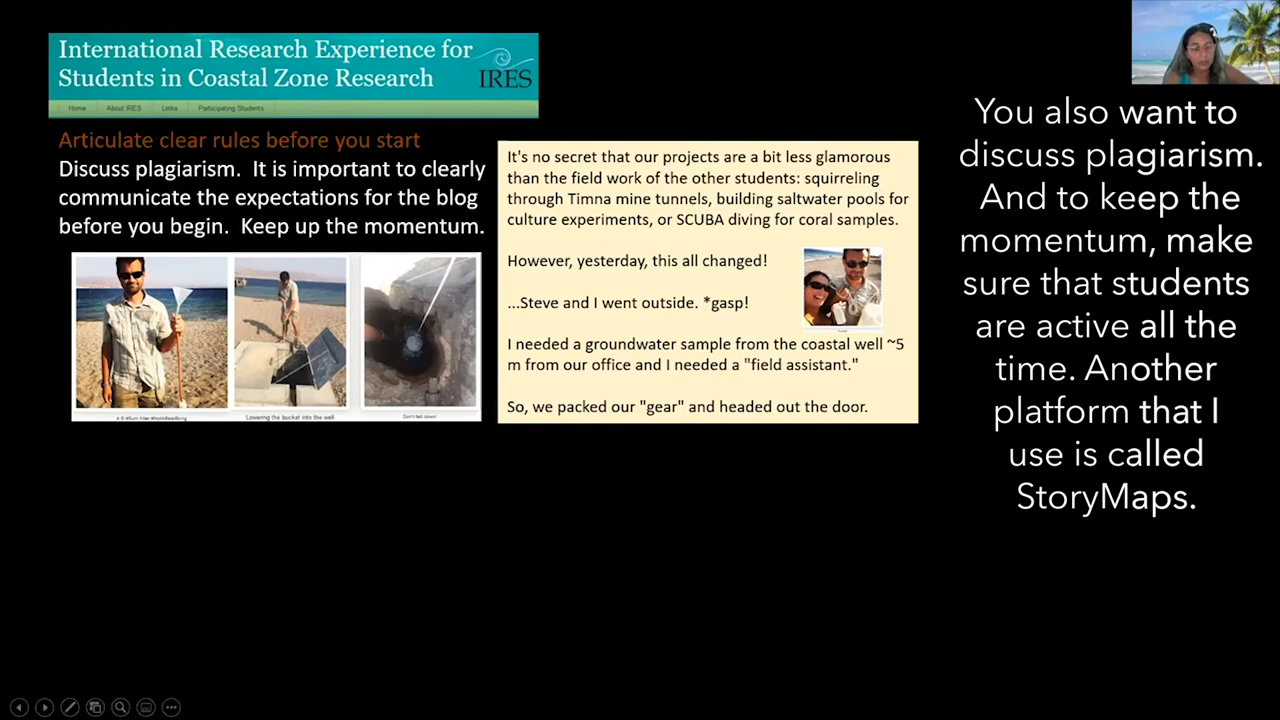 International Research Experience for
Students in Coastal Zone Research
IRES
Home About IRES Links Participating Students
Articulate clear rules before you start
Discuss plagiarism. It is important to clearly
communicate the expectations for the blog
before you begin. Keep up the momentum.
Lowering the bucket into the well
Don't fall down!
It's no secret that our projects are a bit less glamorous
than the field work of the other students: squirreling
through Timna mine tunnels, building saltwater pools for
culture experiments, or SCUBA diving for coral samples.
However, yesterday, this all changed!
...Steve and I went outside. *gasp!
I needed a groundwater sample from the coastal well ~5
m from our office and I needed a "field assistant."
So, we packed our "gear" and headed out the door.
You also want to
discuss plagiarism.
And to keep the
momentum, make
sure that students
are active all the
time. Another
platform that I
use is called
StoryMaps.